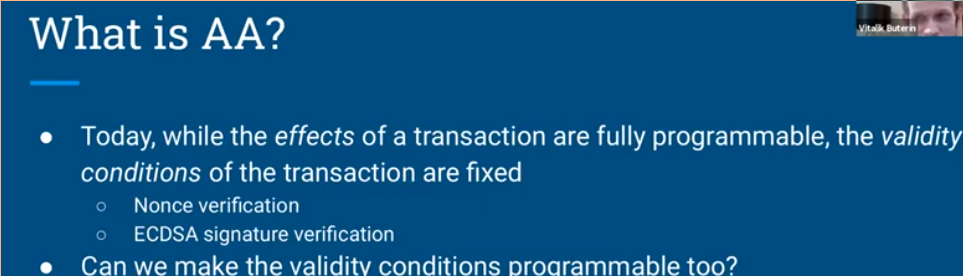 What is AA?
Vitalik Buterin
● Today, while the effects of a transaction are fully programmable, the validity
conditions of the transaction are fixed
○ Nonce verification
○ ECDSA signature verification
● Can we make the validity conditions programmable too?